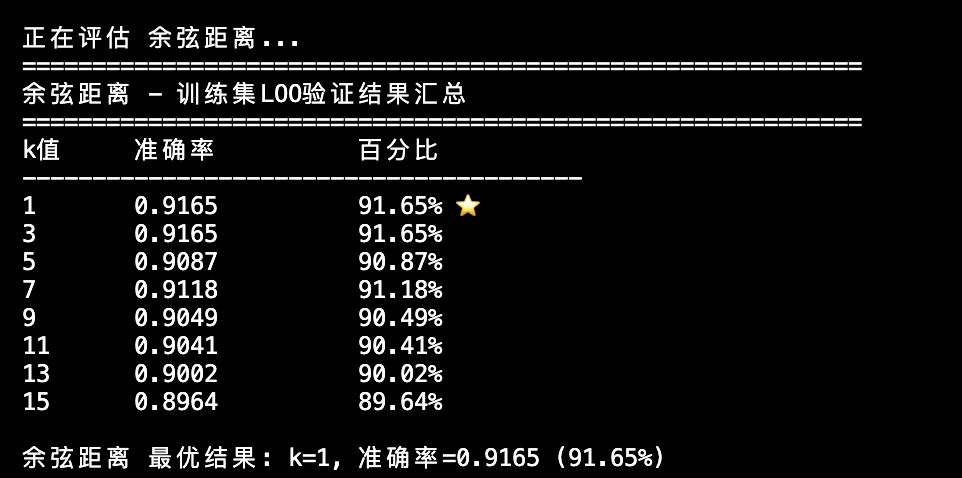 正在评估 余弦距离...
============================================================
余弦距离 - 训练集LOO验证结果汇总
============================================================
k值 准确率 百分比
----------------------------------------
1 0.9165 91.65% ⭐
3 0.9165 91.65%
5 0.9087 90.87%
7 0.9118 91.18%
9 0.9049 90.49%
11 0.9041 90.41%
13 0.9002 90.02%
15 0.8964 89.64%
余弦距离 最优结果: k=1, 准确率=0.9165 (91.65%)